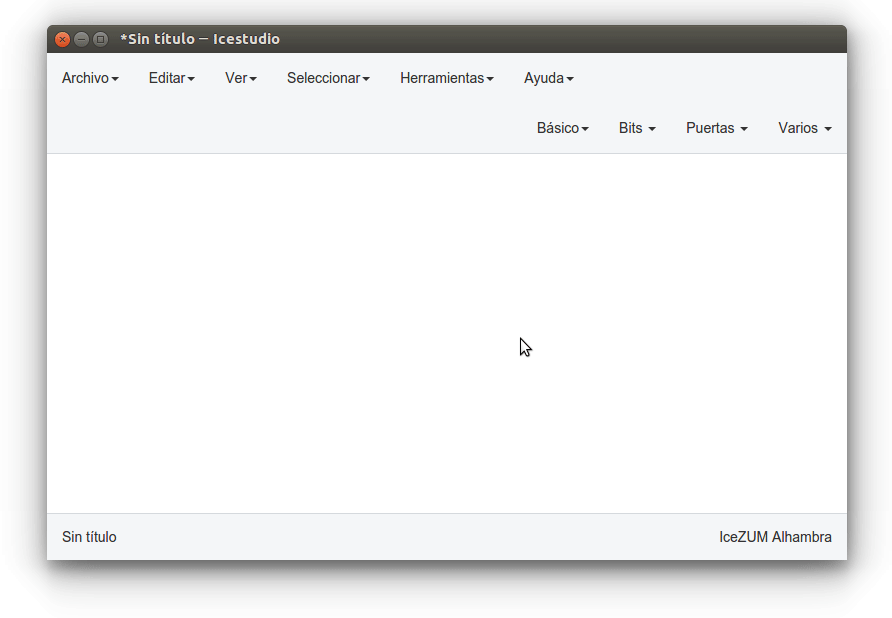 *Sin título — Icestudio
Archivo Editar Ver Seleccionar Herramientas Ayuda
Básico Bits Puertas Varios
Sin título IceZUM Alhambra